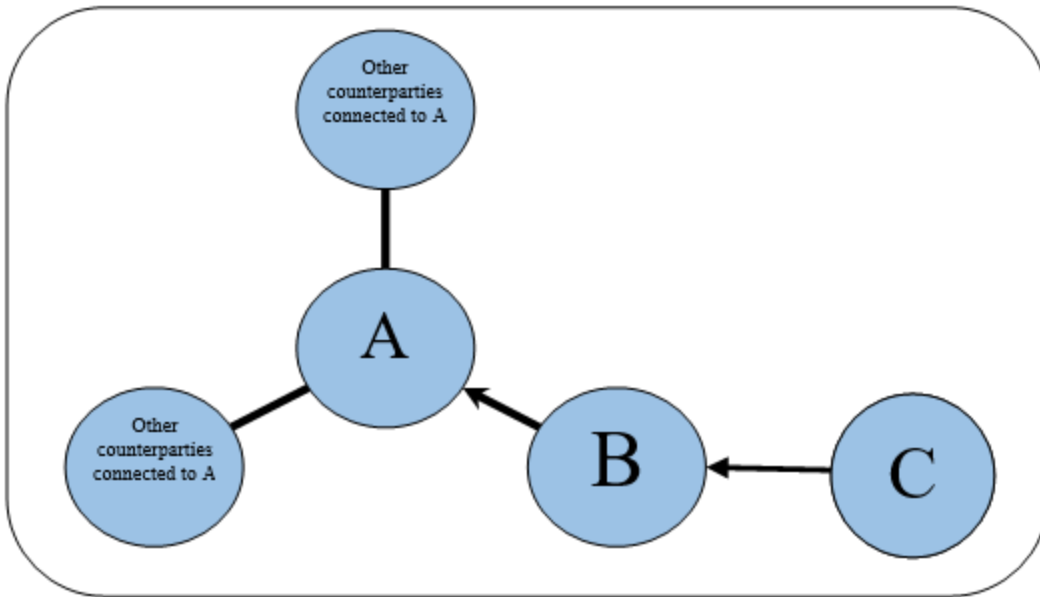 Other
counterparties
connected to A
A
Other
counterparties
connected to A
B
C